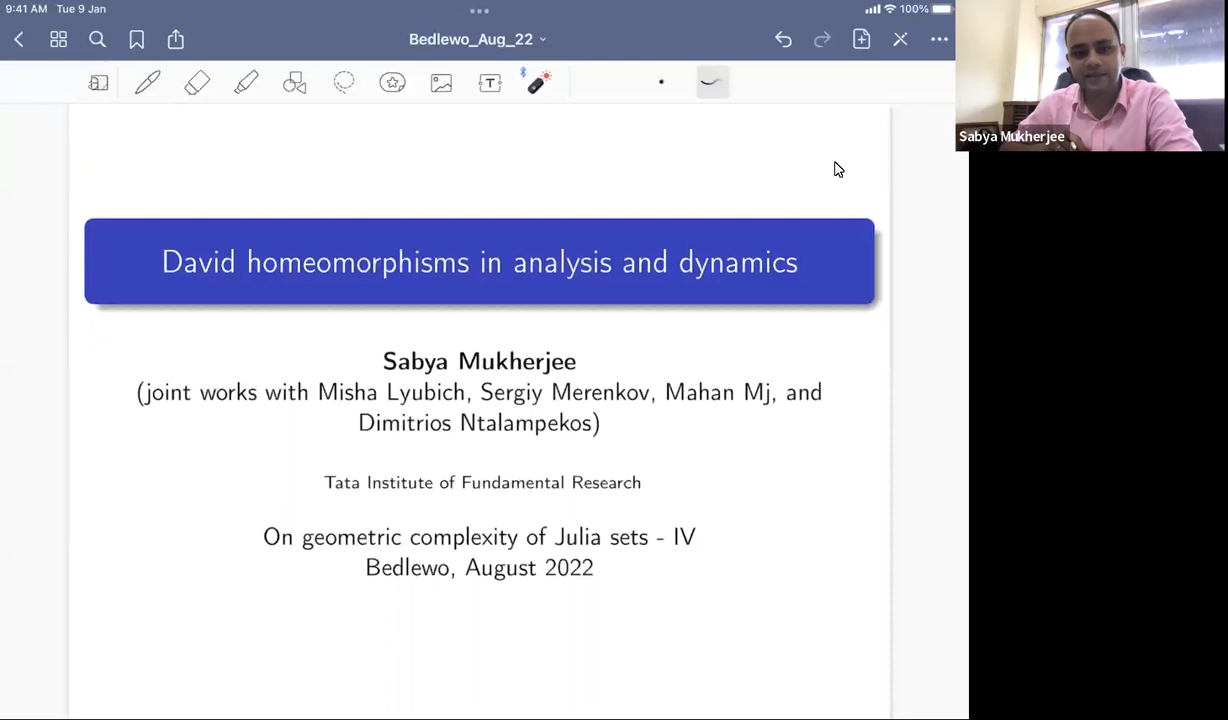 9:41 AM Tue 9 Jan
100%
Bedlewo_Aug_22
T
Sabya Mukherjee
David homeomorphisms in analysis and dynamics
Sabya Mukherjee
(joint works with Misha Lyubich, Sergiy Merenkov, Mahan Mj, and
Dimitrios Ntalampekos)
Tata Institute of Fundamental Research
On geometric complexity of Julia sets - IV
Bedlewo, August 2022